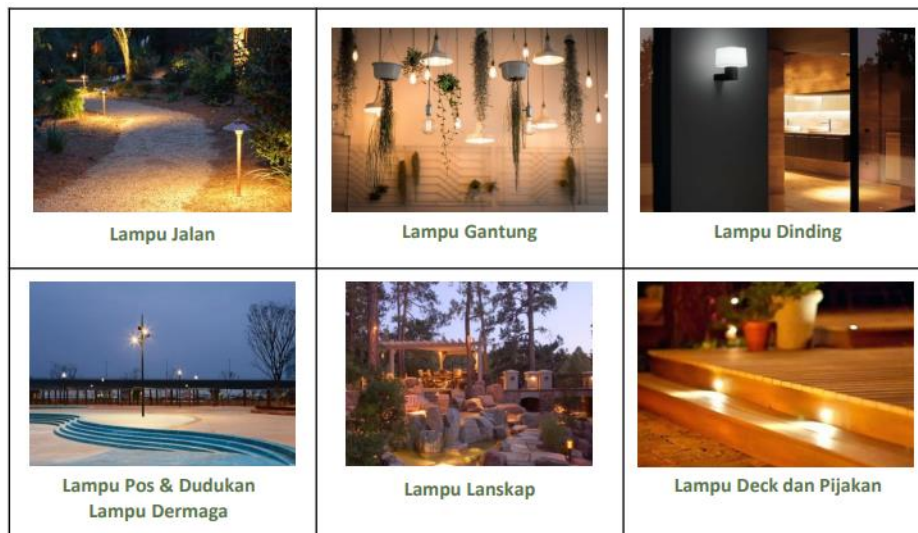 Lampu Jalan
Lampu Gantung
Lampu Dinding
Lampu Pos & Dudukan
Lampu Dermaga
Lampu Lanskap
Lampu Deck dan Pijakan